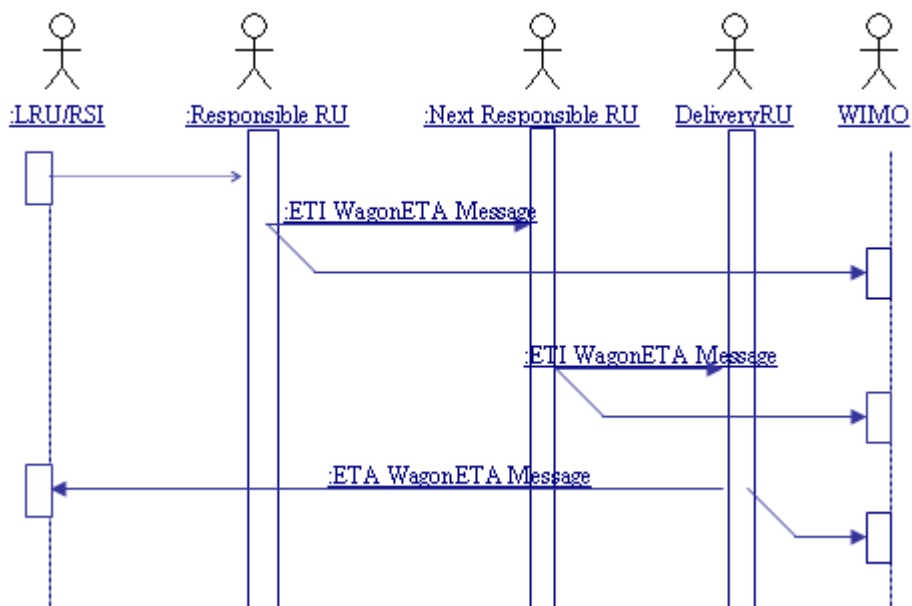 :LRU/RSI :Responsible RU :Next Responsible RU DeliveryRU WIMO
:ETI WagonETA Message
:ETI WagonETA Message
:ETA WagonETA Message